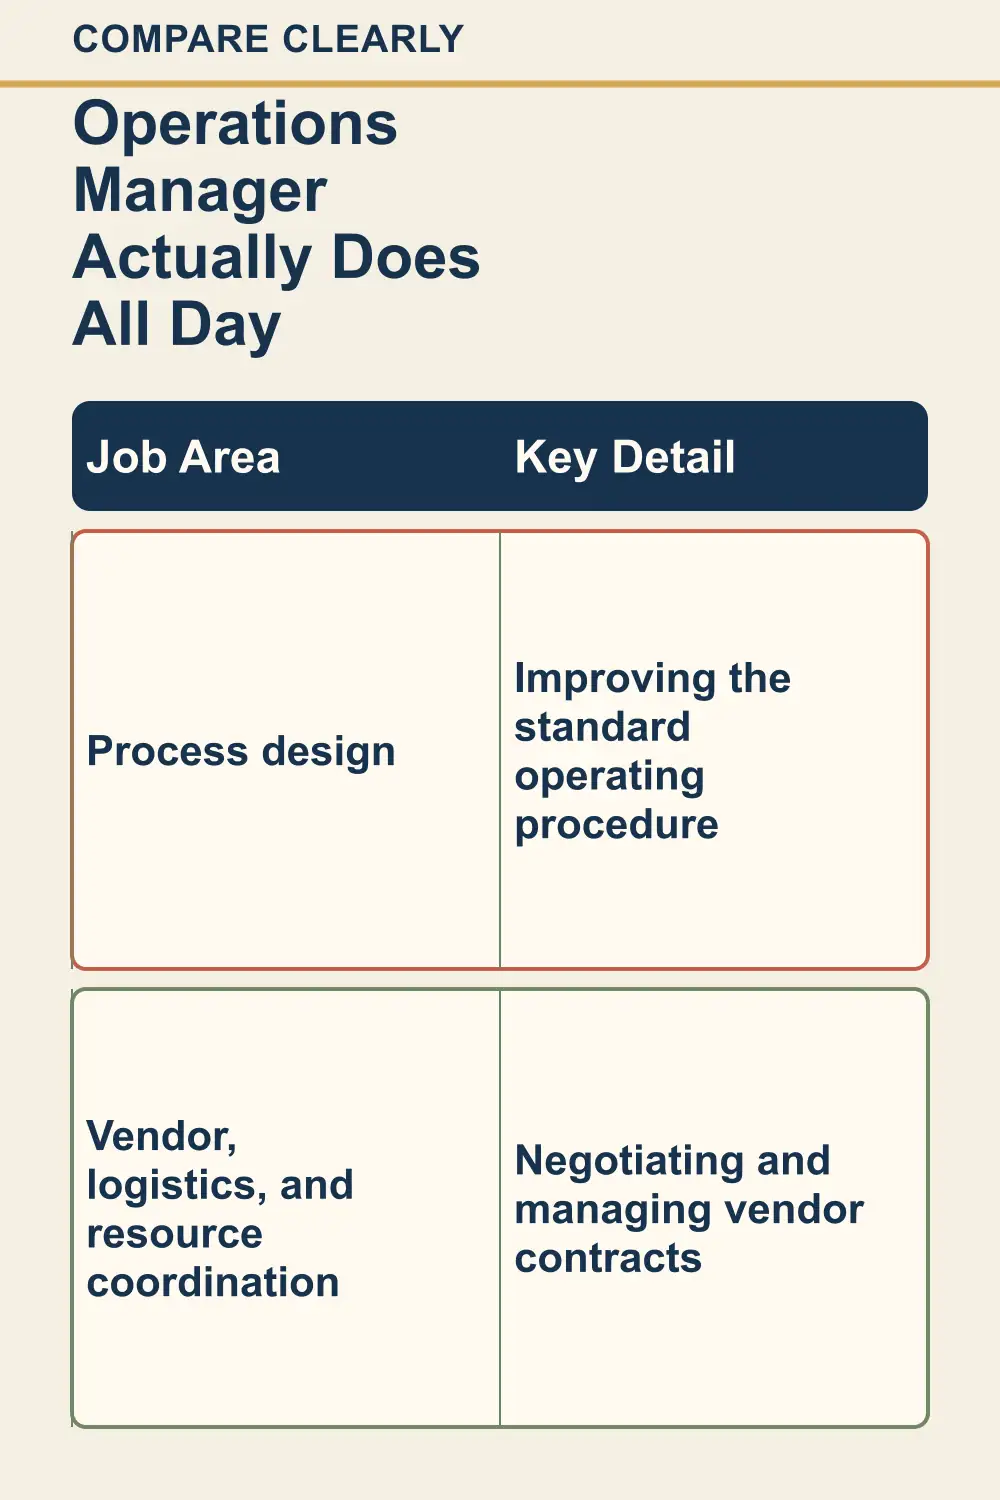 COMPARE CLEARLY
Operations
Manager
Actually Does
All Day
Job Area
Key Detail
Process design
Improving the
standard
operating
procedure
Vendor,
logistics, and
resource
coordination
Negotiating and
managing vendor
contracts